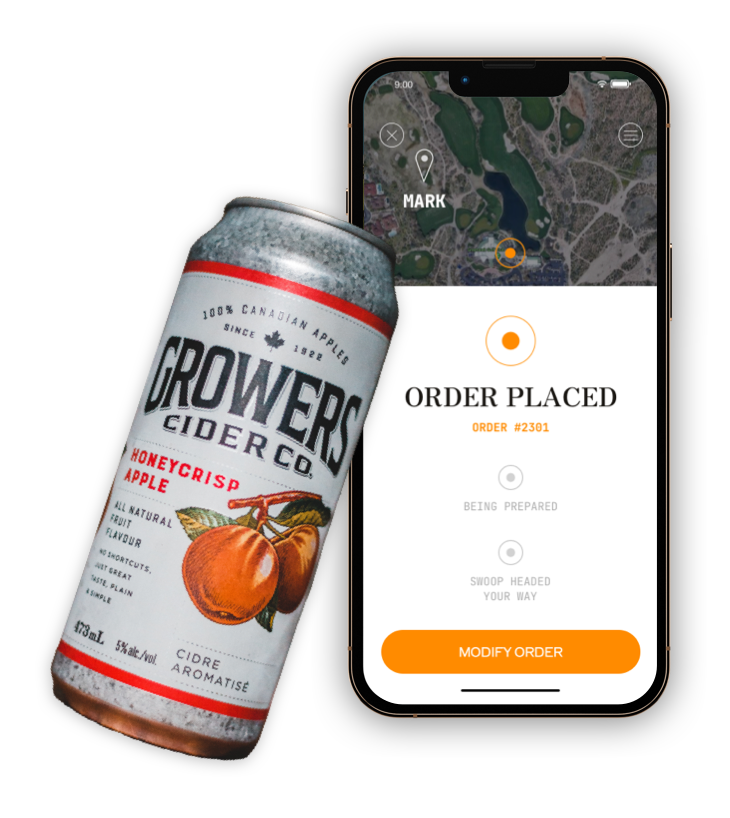 100% CANADIAN APPLES
SINCE 1922
GROWERS
CIDER CO.
HONEYCRISP
APPLE
ALL NATURAL
FRUIT
FLAVOUR
NO SHORTCUTS,
JUST GREAT
TASTE, PLAIN
& SIMPLE
473mL 5% alc./vol.
CIDRE
AROMATISÉ
9:00
MARK
ORDER PLACED
ORDER #2301
BEING PREPARED
SWOOP HEADED
YOUR WAY
MODIFY ORDER